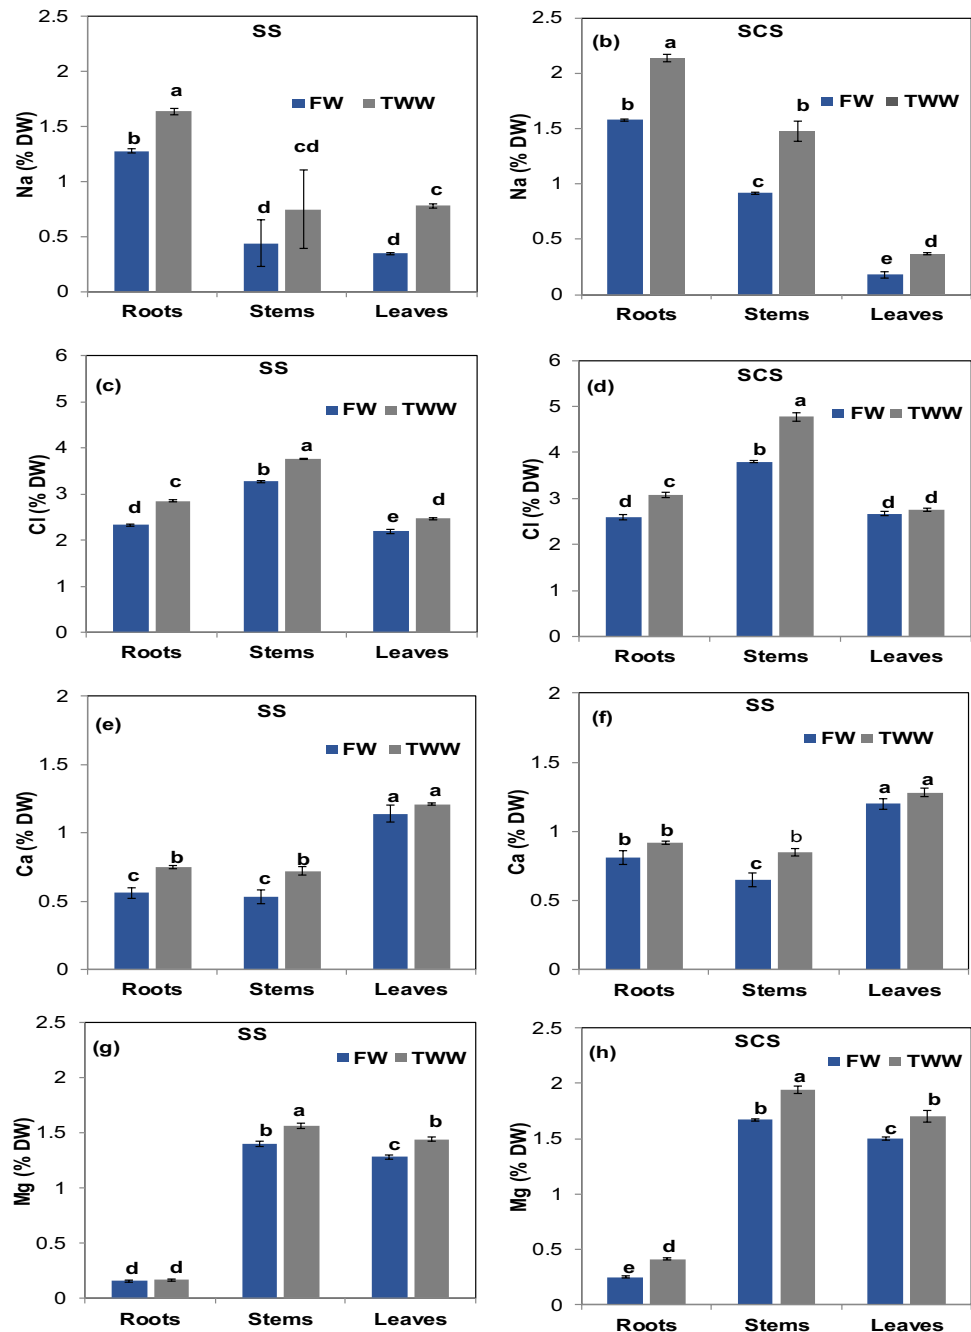 SS
Na (% DW)
2.5
2
1.5
1
0.5
0
FW TWW
b a d cd d c
Roots Stems Leaves
(b) SCS
Na (% DW)
2.5
2
1.5
1
0.5
0
FW TWW
b a c b e d
Roots Stems Leaves
(c) SS
Cl (% DW)
6
5
4
3
2
1
0
FW TWW
d c b a e d
Roots Stems Leaves
(d) SCS
Cl (% DW)
6
5
4
3
2
1
0
FW TWW
d c b a d d
Roots Stems Leaves
(e) SS
Ca (% DW)
2
1.5
1
0.5
0
FW TWW
c b c b a a
Roots Stems Leaves
(f) SS
Ca (% DW)
2
1.5
1
0.5
0
FW TWW
b b c b a a
Roots Stems Leaves
(g) SS
Mg (% DW)
2.5
2
1.5
1
0.5
0
FW TWW
d d b a c b
Roots Stems Leaves
(h) SCS
Mg (% DW)
2.5
2
1.5
1
0.5
0
FW TWW
e d b a c b
Roots Stems Leaves